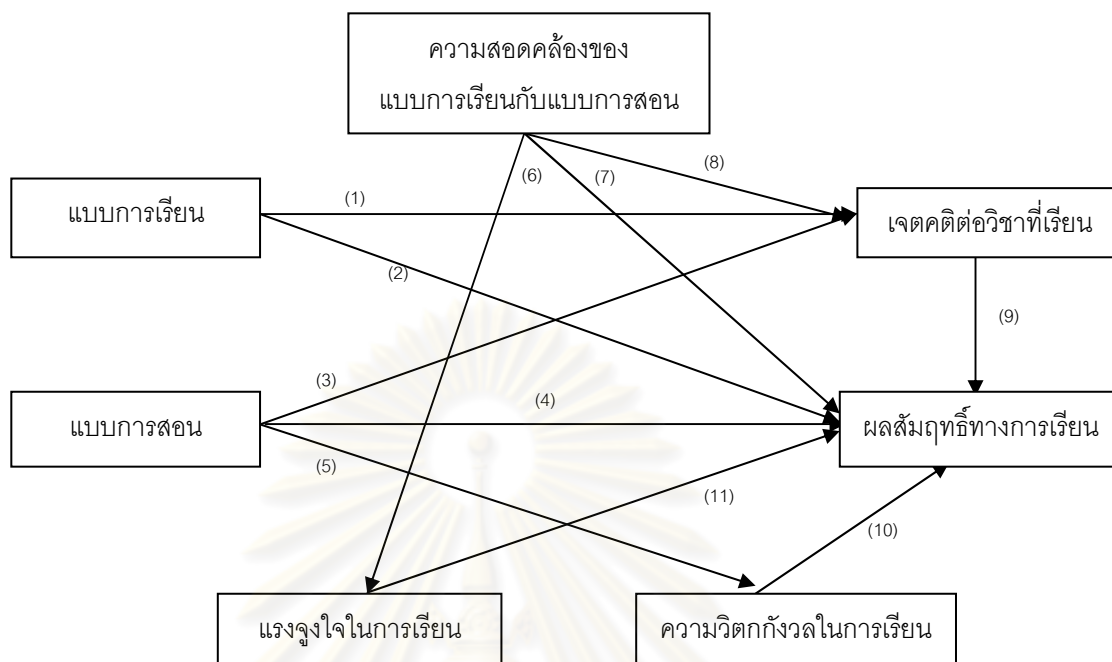 ความสอดคล้องของ
แบบการเรียนกับแบบการสอน
(6)
(7)
(8)
แบบการเรียน
(1)
เจตคติต่อวิชาที่เรียน
(2)
(9)
(3)
(4)
แบบการสอน
ผลสัมฤทธิ์ทางการเรียน
(5)
(11)
(10)
แรงจูงใจในการเรียน
ความวิตกกังวลในการเรียน